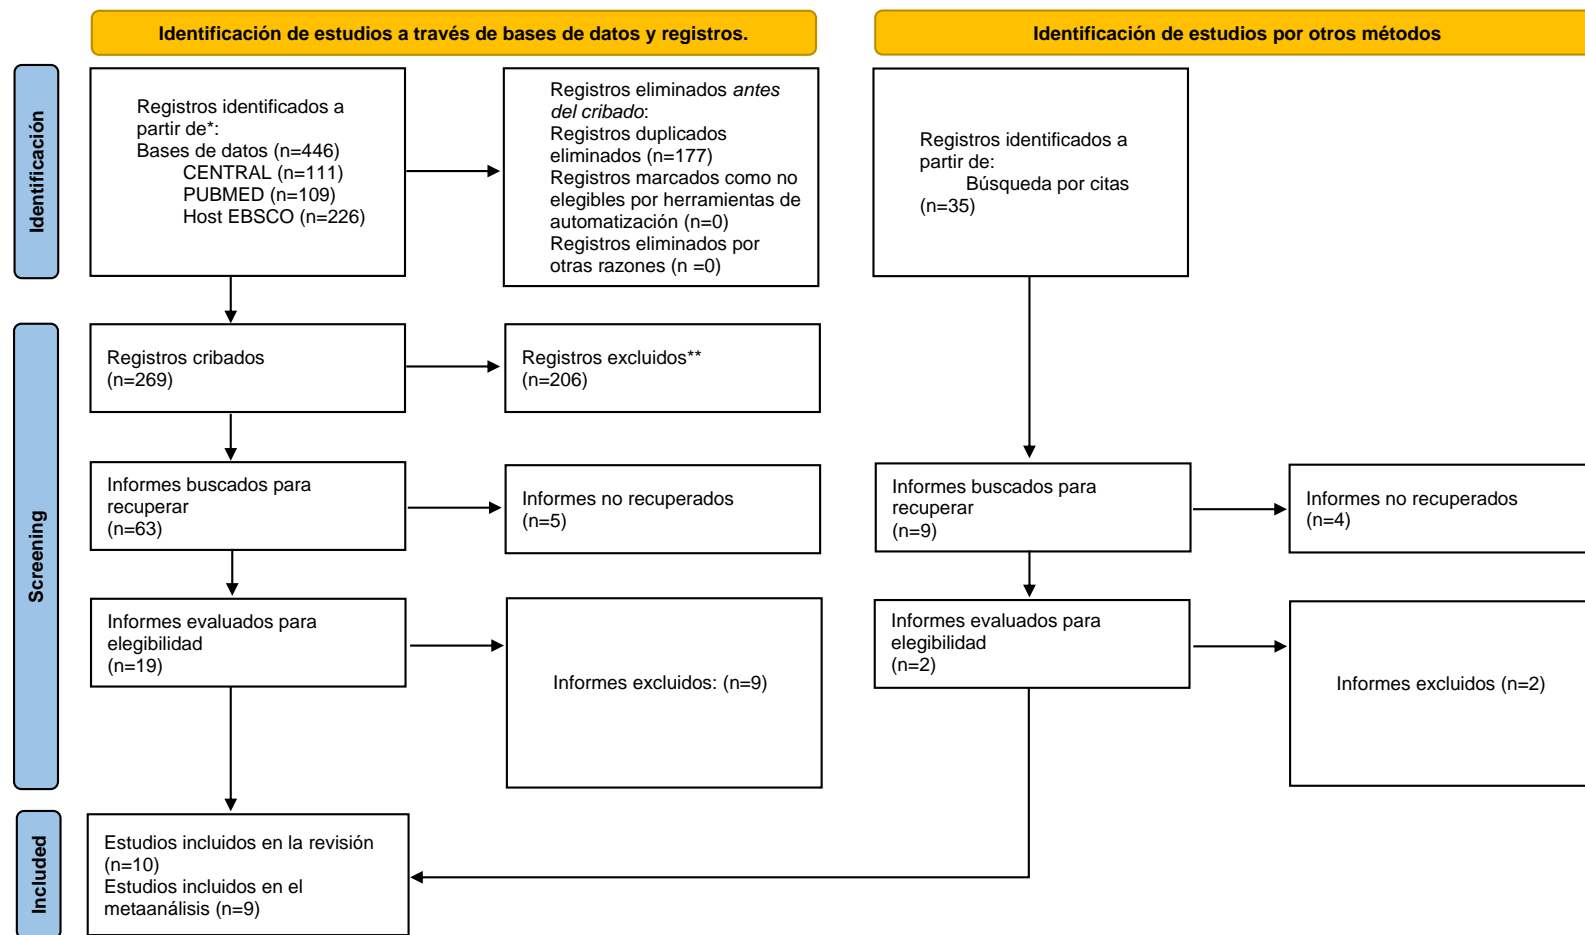 Identificación de estudios a través de bases de datos y registros.
Identificación de estudios por otros métodos
Identificación
Registros identificados a
partir de*:
Bases de datos (n=446)
CENTRAL (n=111)
PUBMED (n=109)
Host EBSCO (n=226)
Registros eliminados antes
del cribado:
Registros duplicados
eliminados (n=177)
Registros marcados como no
elegibles por herramientas de
automatización (n=0)
Registros eliminados por
otras razones (n =0)
Registros identificados a
partir de:
Búsqueda por citas
(n=35)
Screening
Registros cribados
(n=269)
Registros excluidos**
(n=206)
Informes buscados para
recuperar
(n=63)
Informes no recuperados
(n=5)
Informes buscados para
recuperar
(n=9)
Informes no recuperados
(n=4)
Informes evaluados para
elegibilidad
(n=19)
Informes excluidos: (n=9)
Informes evaluados para
elegibilidad
(n=2)
Informes excluidos (n=2)
Included
Estudios incluidos en la revisión
(n=10)
Estudios incluidos en el
metaanálisis (n=9)